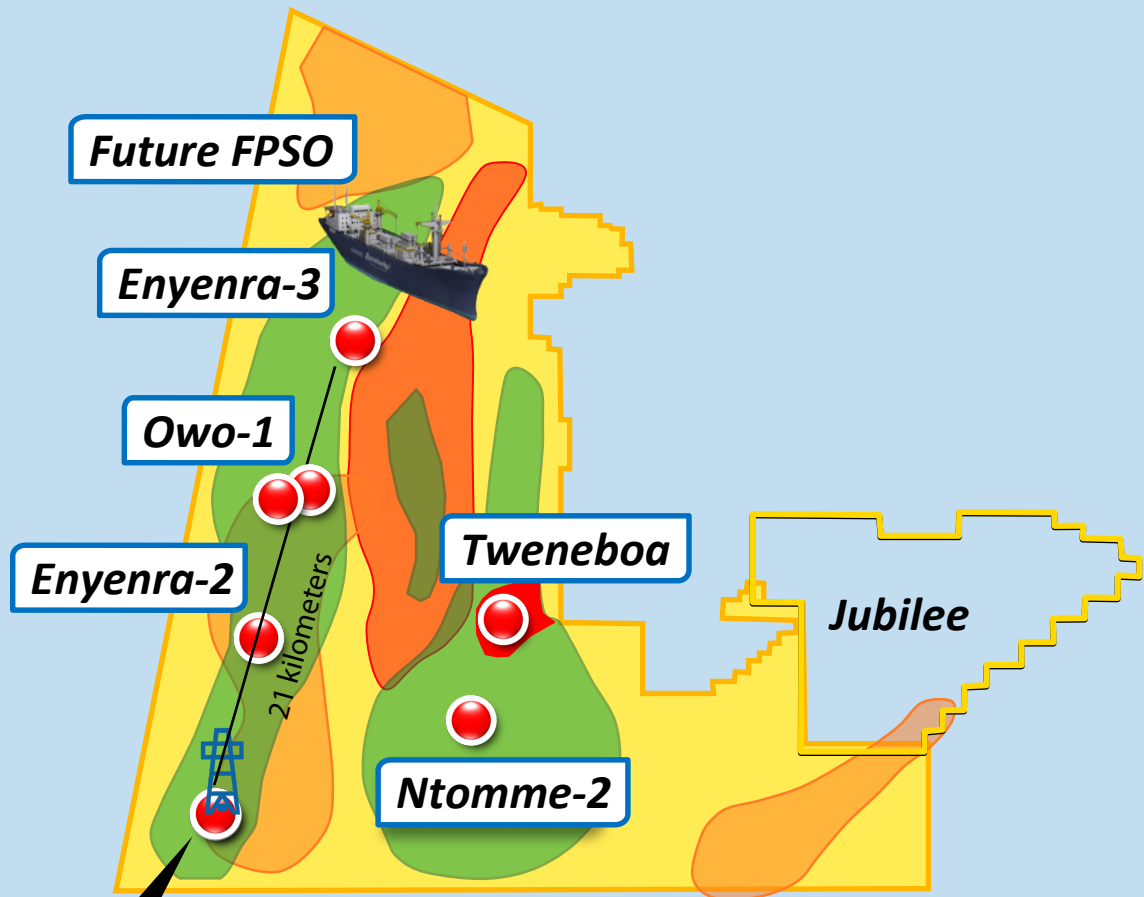 Future FPSO
Enyenra-3
Owo-1
Enyenra-2
Tweneboa
Jubilee
21 kilometers
Ntomme-2